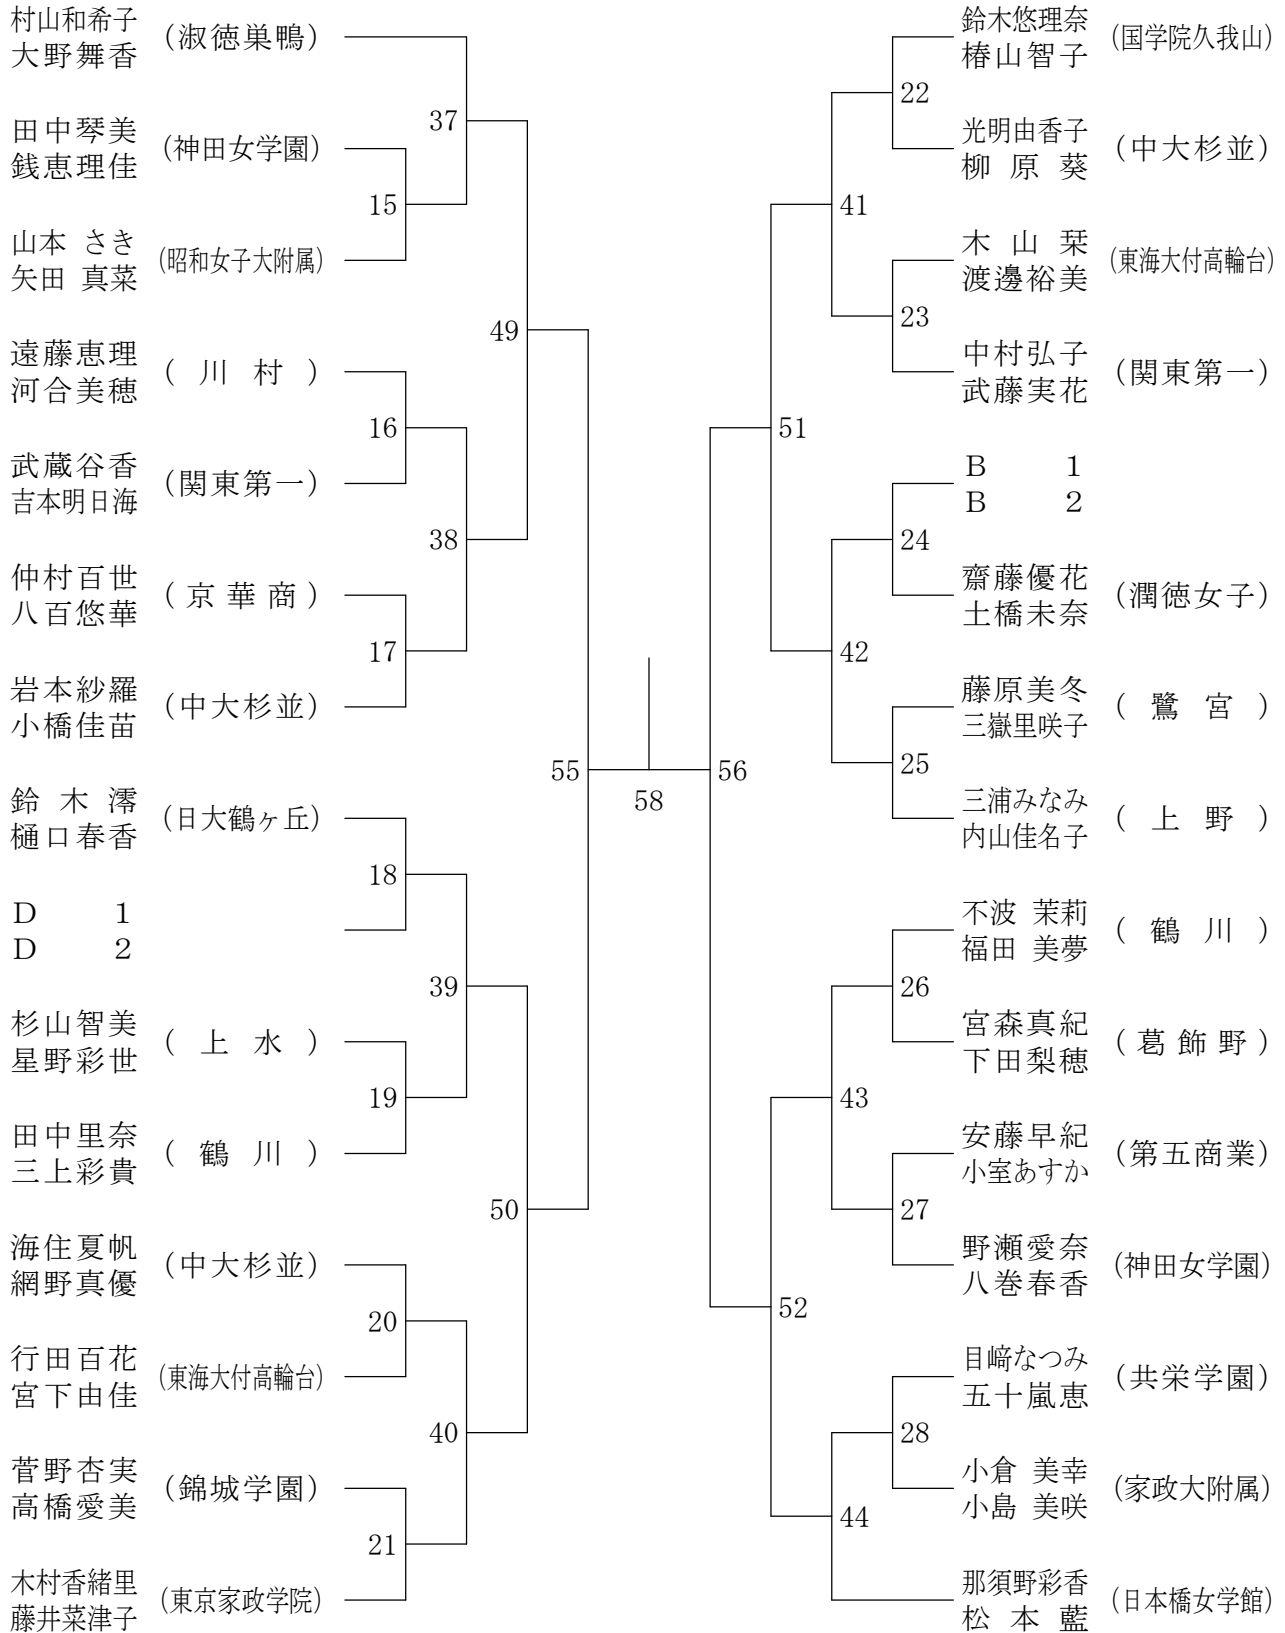 村山和希子
大野舞香
(淑徳巣鴨)
37
田中琴美
銭恵理佳
(神田女学園)
15
山本 さき
矢田 真菜
(昭和女子大附属)
49
遠藤恵理
河合美穂
(川村)
16
武蔵谷香
吉本明日海
(関東第一)
38
仲村百世
八百悠華
(京華商)
17
岩本紗羅
小橋佳苗
(中大杉並)
55
鈴木澪
樋口春香
(日大鶴ヶ丘)
18
D 1
D 2
39
杉山智美
星野彩世
(上水)
19
田中里奈
三上彩貴
(鶴川)
50
海住夏帆
網野真優
(中大杉並)
20
行田百花
宮下由佳
(東海大付高輪台)
40
菅野杏実
高橋愛美
(錦城学園)
21
木村香緒里
藤井菜津子
(東京家政学院)
58
鈴木悠理奈
椿山智子
(国学院久我山)
22
光明由香子
柳原葵
(中大杉並)
41
木山栞
渡邊裕美
(東海大付高輪台)
23
中村弘子
武藤実花
(関東第一)
51
B 1
B 2
24
齋藤優花
土橋未奈
(潤徳女子)
42
藤原美冬
三嶽里咲子
(鷺宮)
25
三浦みなみ
内山佳名子
(上野)
56
不波 茉莉
福田 美夢
(鶴川)
26
宮森真紀
下田梨穂
(葛飾野)
43
安藤早紀
小室あすか
(第五商業)
27
野瀬愛奈
八巻春香
(神田女学園)
52
目﨑なつみ
五十嵐恵
(共栄学園)
28
小倉 美幸
小島 美咲
(家政大附属)
44
那須野彩香
松本藍
(日本橋女学館)